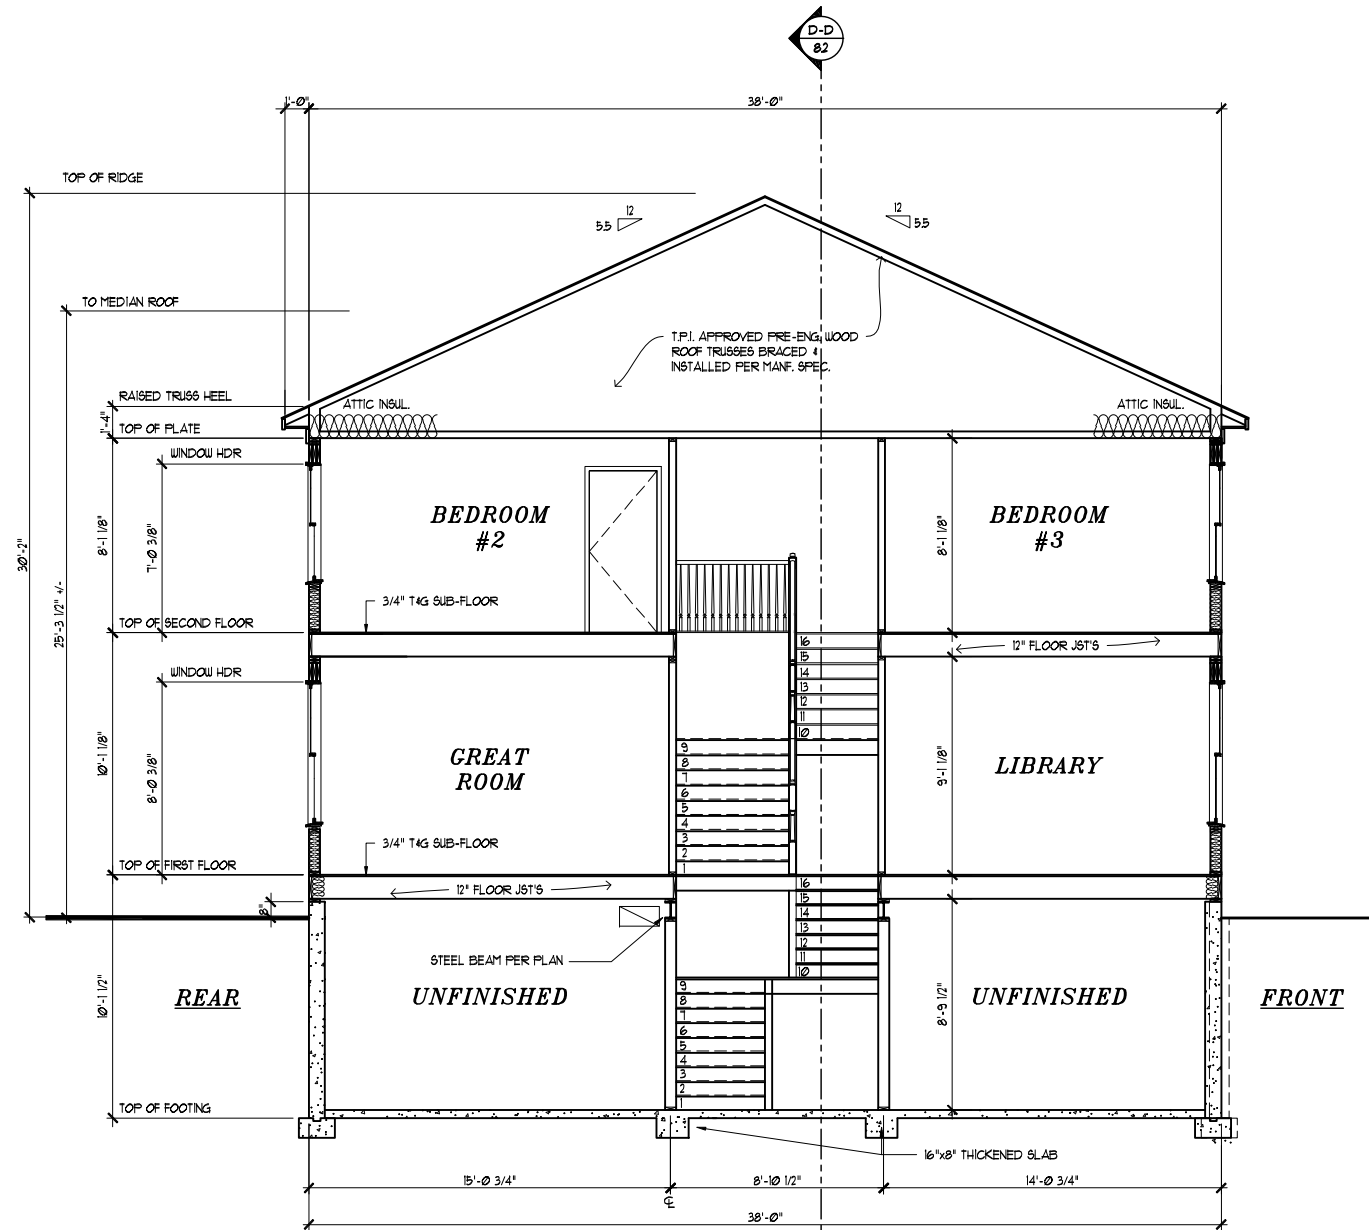 D-D
82
1'-0"
38'-0"
TOP OF RIDGE
12
5.5
12
5.5
TO MEDIAN ROOF
T.P.I. APPROVED PRE-ENG. WOOD
ROOF TRUSSES BRACED &
INSTALLED PER MANF. SPEC.
RAISED TRUSS HEEL
ATTIC INSUL.
ATTIC INSUL.
1'-4"
TOP OF PLATE
WINDOW HDR
BEDROOM
#2
BEDROOM
#3
30'-2"
8'-1 1/8"
7'-0 3/8"
8'-1 1/8"
25'-3 1/2" +/-
3/4" T&G SUB-FLOOR
TOP OF SECOND FLOOR
12" FLOOR JST'S
16
15
14
13
12
11
10
WINDOW HDR
GREAT
ROOM
LIBRARY
10'-1 1/8"
8'-0 3/8"
9'-1 1/8"
9
8
7
6
5
4
3
2
1
3/4" T&G SUB-FLOOR
TOP OF FIRST FLOOR
12" FLOOR JST'S
8"
16
15
14
13
12
11
10
STEEL BEAM PER PLAN
REAR
UNFINISHED
UNFINISHED
FRONT
10'-1 1/2"
8'-9 1/2"
9
8
7
6
5
4
3
2
1
TOP OF FOOTING
16"x8" THICKENED SLAB
15'-0 3/4"
8'-10 1/2"
14'-0 3/4"
38'-0"